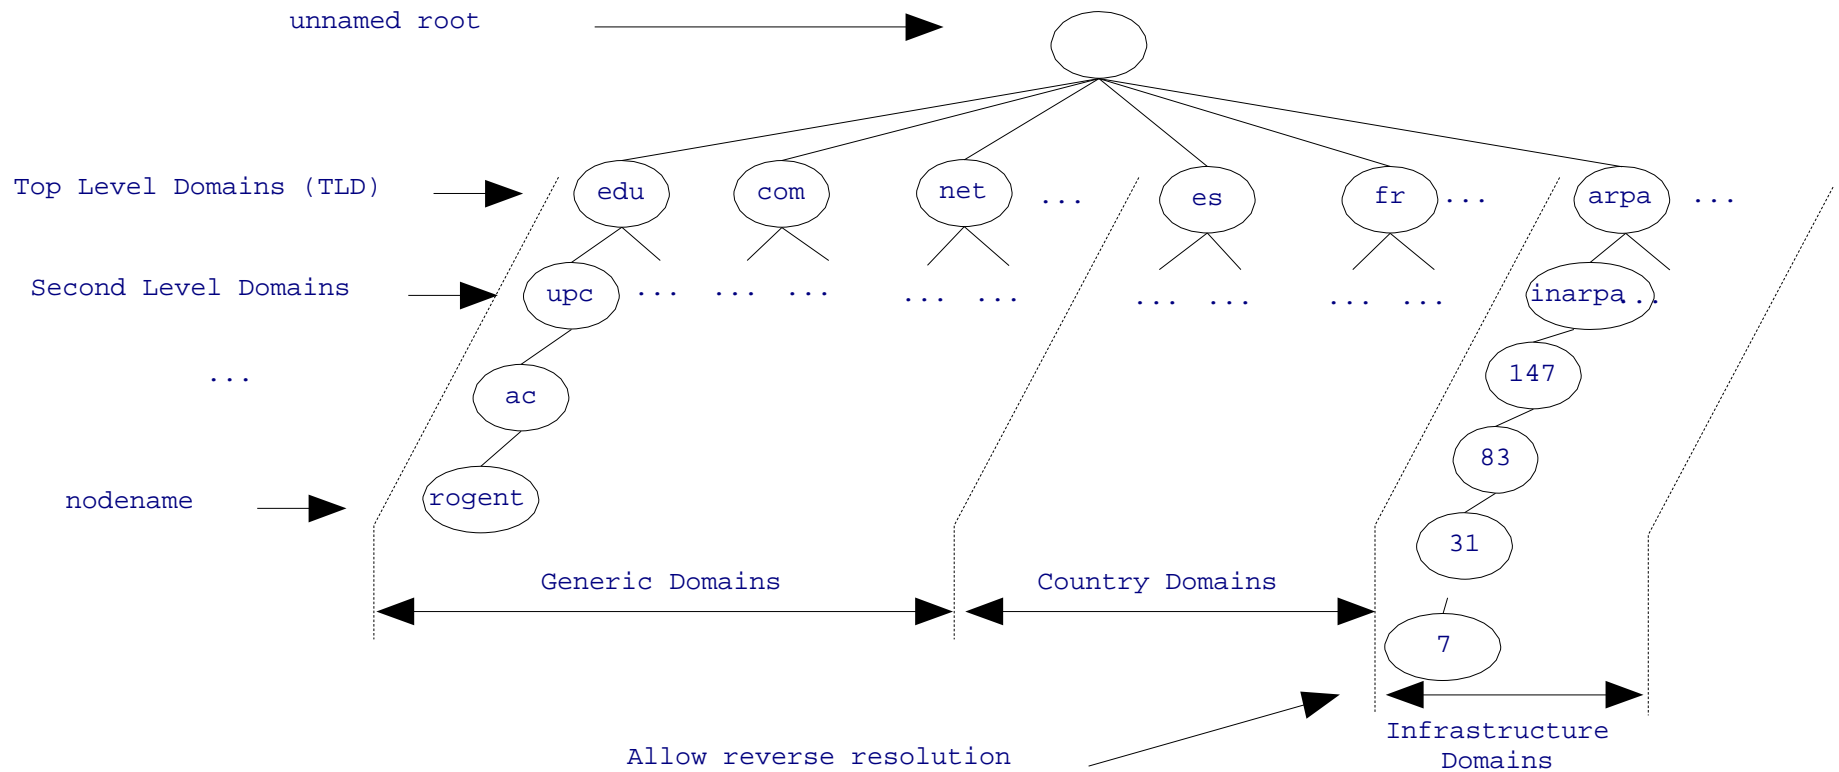 unnamed root
Top Level Domains (TLD)
edu
com
net
...
es
fr
...
arpa
...
Second Level Domains
upc
...
...
...
...
...
...
...
...
...
inarpa
...
...
ac
147
83
nodename
rogent
31
Generic Domains
Country Domains
7
Allow reverse resolution
Infrastructure
Domains